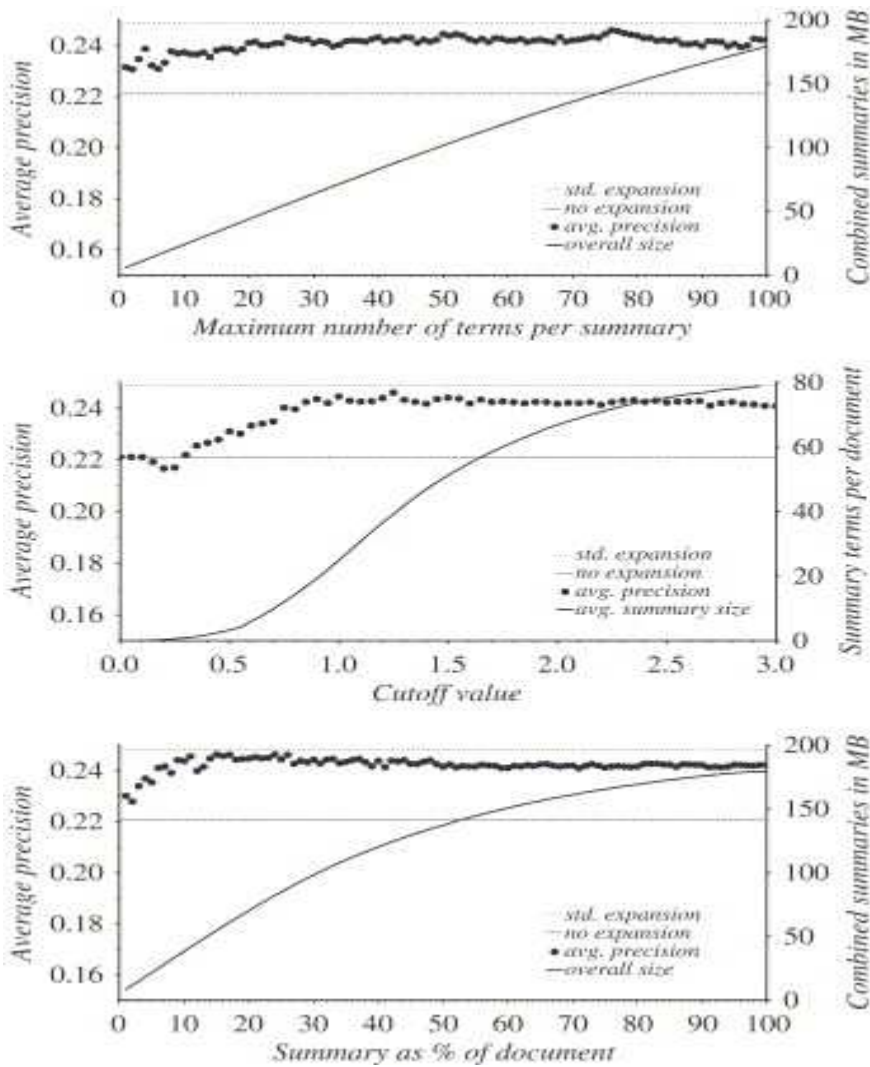 Average precision
0.24
0.22
0.20
0.18
0.16
200
150
100
50
0
Combined summaries in MB
std. expansion
no expansion
avg. precision
overall size
0 10 20 30 40 50 60 70 80 90 100
Maximum number of terms per summary
Average precision
0.24
0.22
0.20
0.18
0.16
80
60
40
20
0
Summary terms per document
std. expansion
no expansion
avg. precision
avg. summary size
0.0 0.5 1.0 1.5 2.0 2.5 3.0
Cutoff value
Average precision
0.24
0.22
0.20
0.18
0.16
200
150
100
50
0
Combined summaries in MB
std. expansion
no expansion
avg. precision
overall size
0 10 20 30 40 50 60 70 80 90 100
Summary as % of document